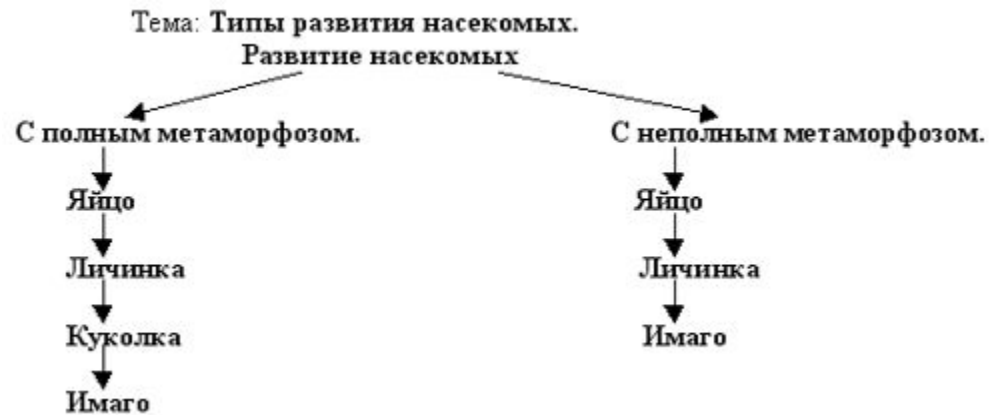 Тема: Типы развития насекомых.
Развитие насекомых
С полным метаморфозом. С неполным метаморфозом.
Яйцо Яйцо
Личинка Личинка
Куколка Имаго
Имаго